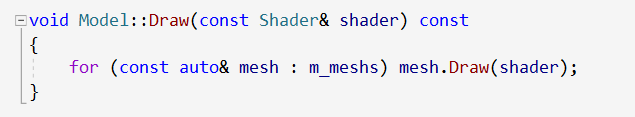 void Model::Draw(const Shader& shader) const
{
    for (const auto& mesh : m_meshs) mesh.Draw(shader);
}